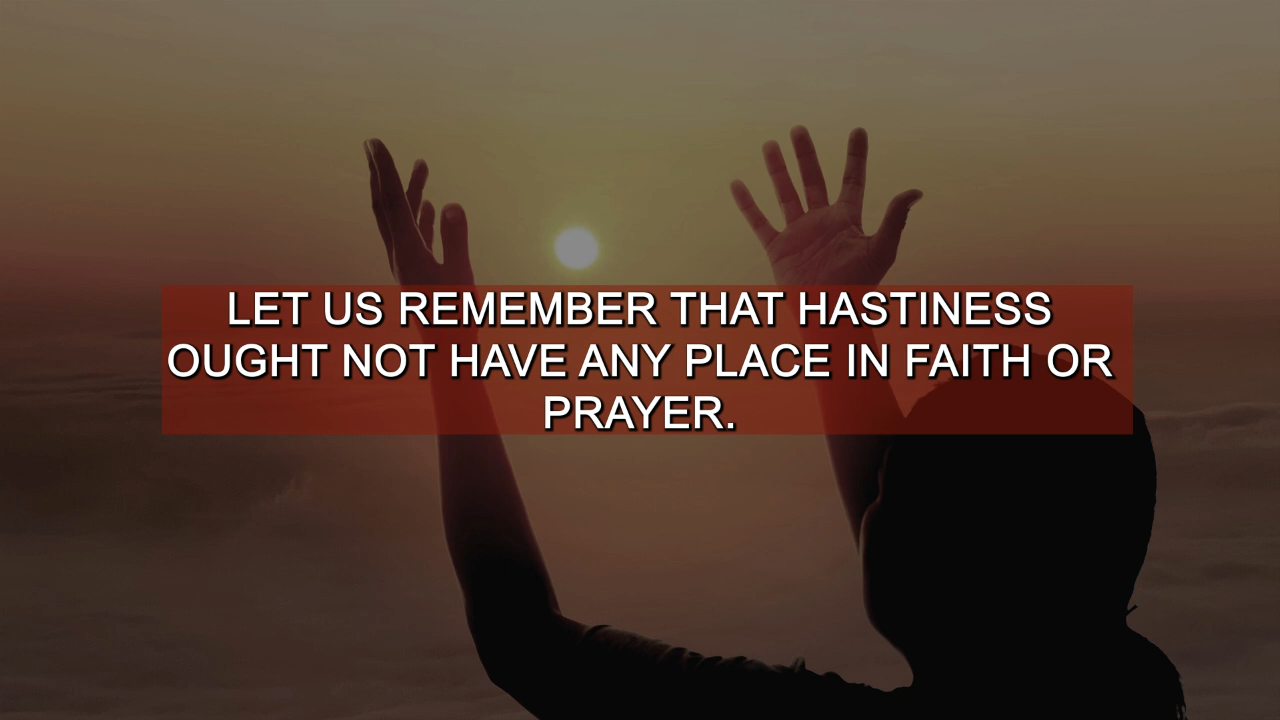 LET US REMEMBER THAT HASTINESS
OUGHT NOT HAVE ANY PLACE IN FAITH OR
PRAYER.